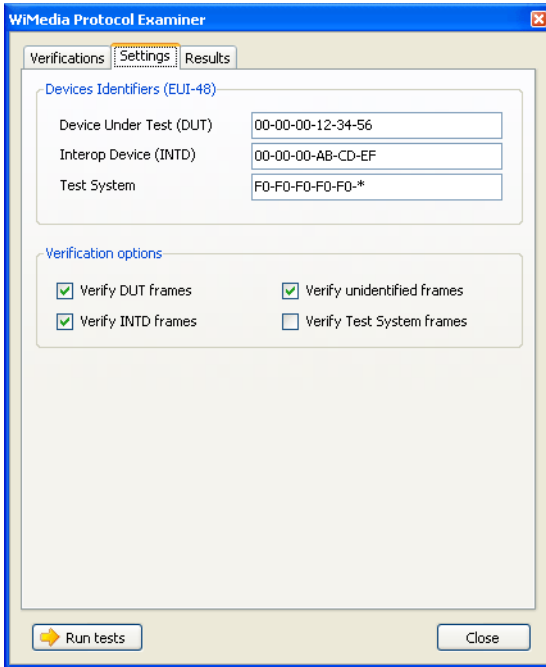 WiMedia Protocol Examiner
Verifications Settings Results
Devices Identifiers (EUI-48)
Device Under Test (DUT) 00-00-00-12-34-56
Interop Device (INTD) 00-00-00-AB-CD-EF
Test System F0-F0-F0-F0-F0-*
Verification options
Verify DUT frames Verify unidentified frames
Verify INTD frames Verify Test System frames
Run tests Close